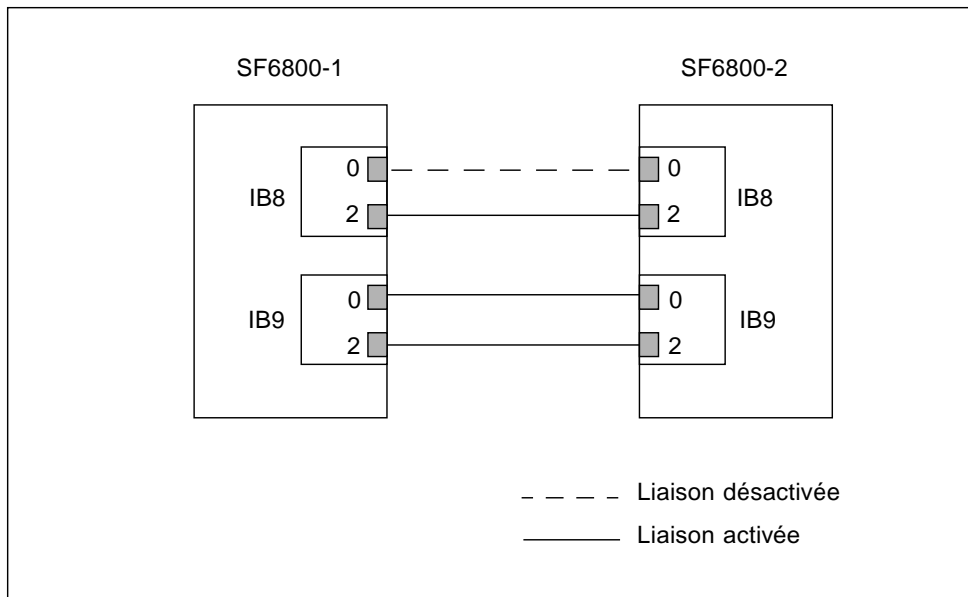 SF6800-1 SF6800-2
0 0
IB8 IB8
2 2
0 0
IB9 IB9
2 2
Liaison désactivée
Liaison activée